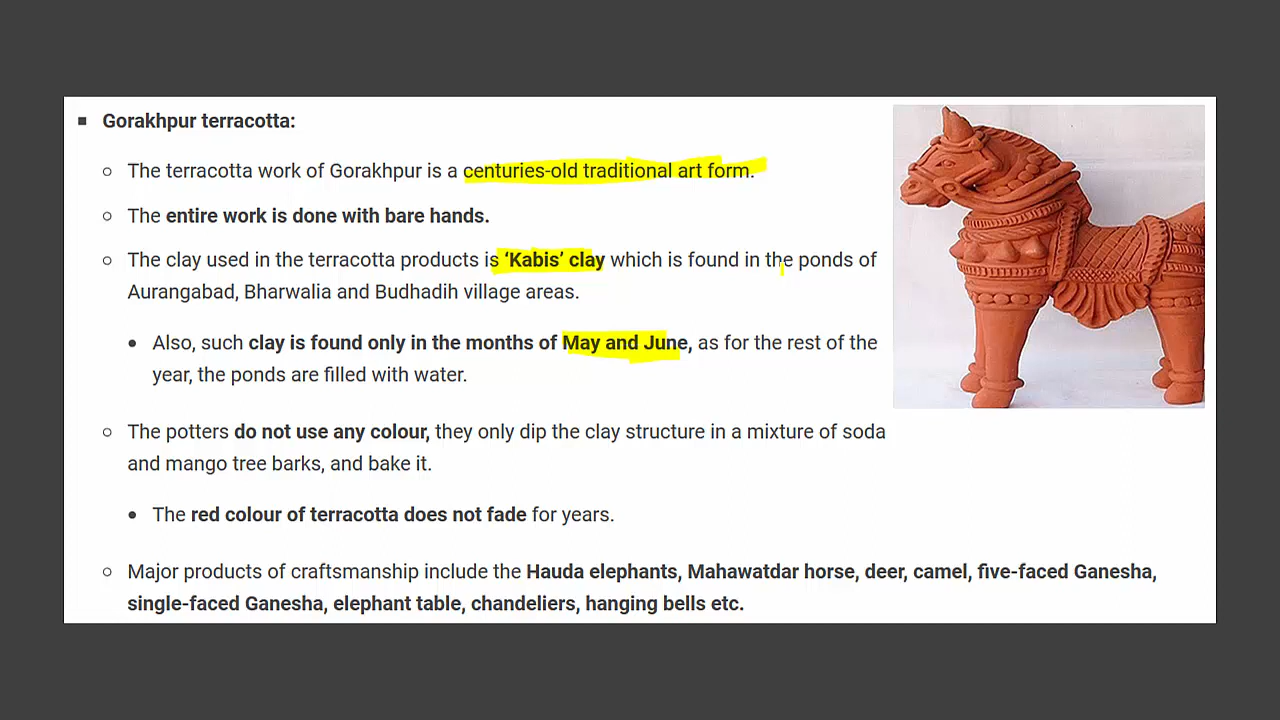 Gorakhpur terracotta:
The terracotta work of Gorakhpur is a centuries-old traditional art form.
The entire work is done with bare hands.
The clay used in the terracotta products is ‘Kabis’ clay which is found in the ponds of
Aurangabad, Bharwalia and Budhadih village areas.
Also, such clay is found only in the months of May and June, as for the rest of the
year, the ponds are filled with water.
The potters do not use any colour, they only dip the clay structure in a mixture of soda
and mango tree barks, and bake it.
The red colour of terracotta does not fade for years.
Major products of craftsmanship include the Hauda elephants, Mahawatdar horse, deer, camel, five-faced Ganesha,
single-faced Ganesha, elephant table, chandeliers, hanging bells etc.